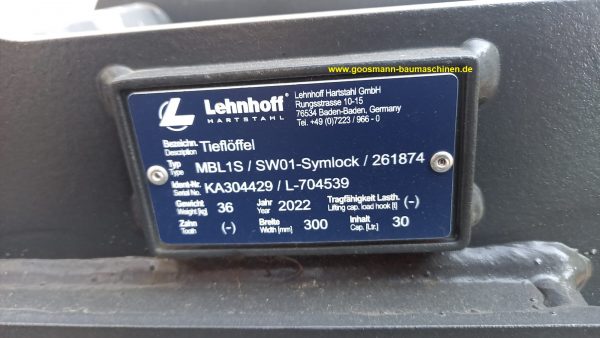 www.goosmann-baumaschinen.de
Lehnhoff®
HARTSTAHL
Lehnhoff Hartstahl GmbH
Rungsstrasse 10-15
76534 Baden-Baden, Germany
Tel. +49 (0)7223 / 966 - 0
Bezeichn. Tieflöffel
Description
Typ MBL1S / SW01-Symlock / 261874
Type
Ident-Nr. KA304429 / L-704539
Serial No.
Gewicht 36 Jahr 2022 Tragfähigkeit Lasth. (-)
Weight [kg] Year Lifting cap. load hook [t]
Zahn (-) Breite 300 Inhalt 30
Tooth Width [mm] Cap. [Ltr.]